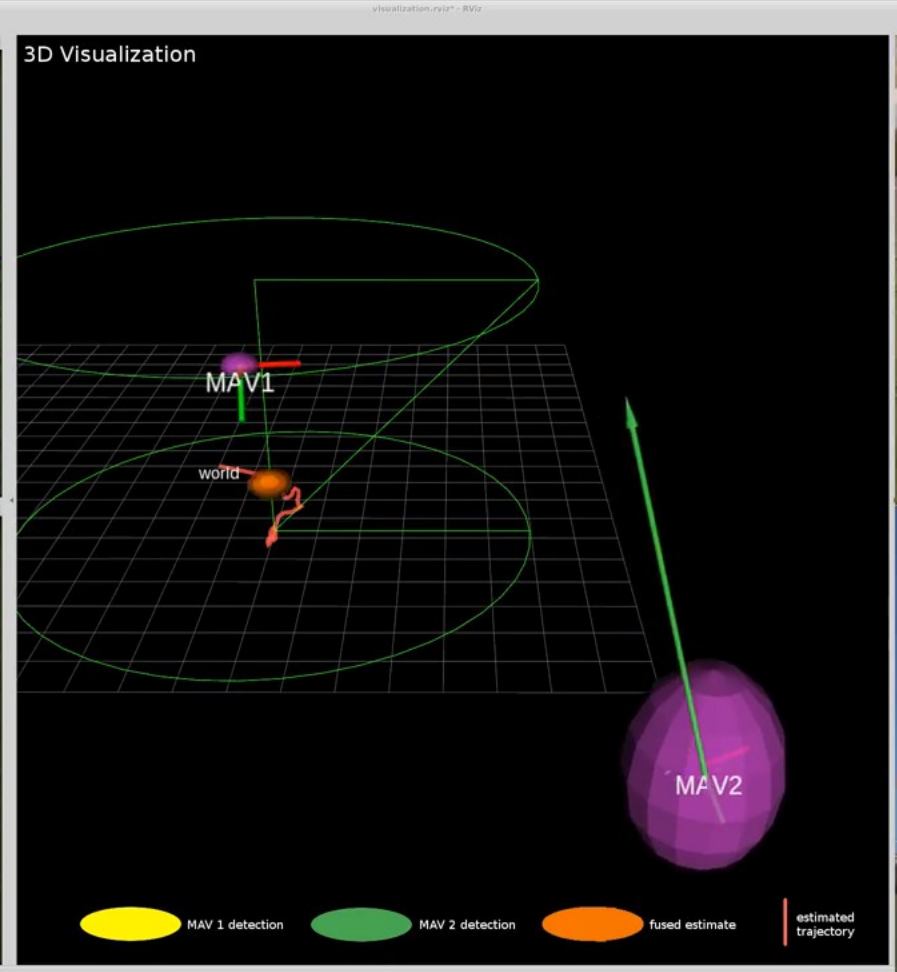 visualization.rviz* - RViz
3D Visualization
MAV1
world
MAV2
MAV 1 detection
MAV 2 detection
fused estimate
estimated
trajectory